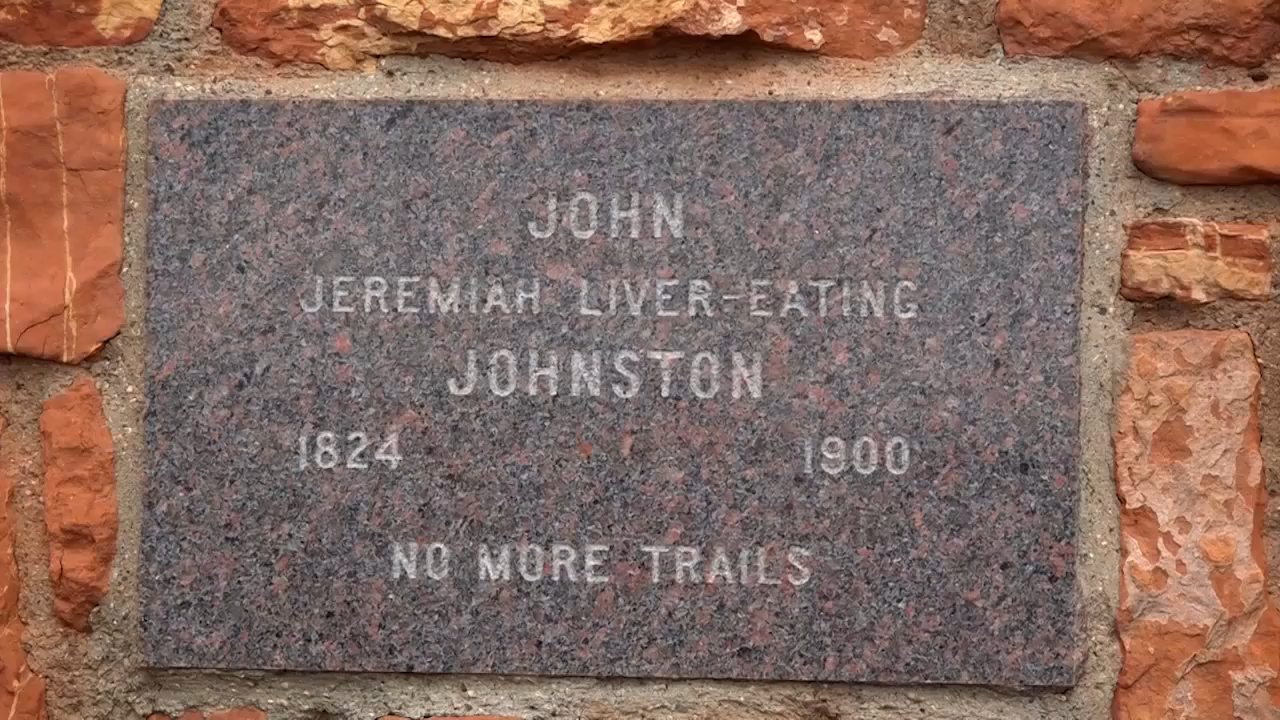 JOHN
JEREMIAH LIVER-EATING
JOHNSTON
1824 1900
NO MORE TRAILS